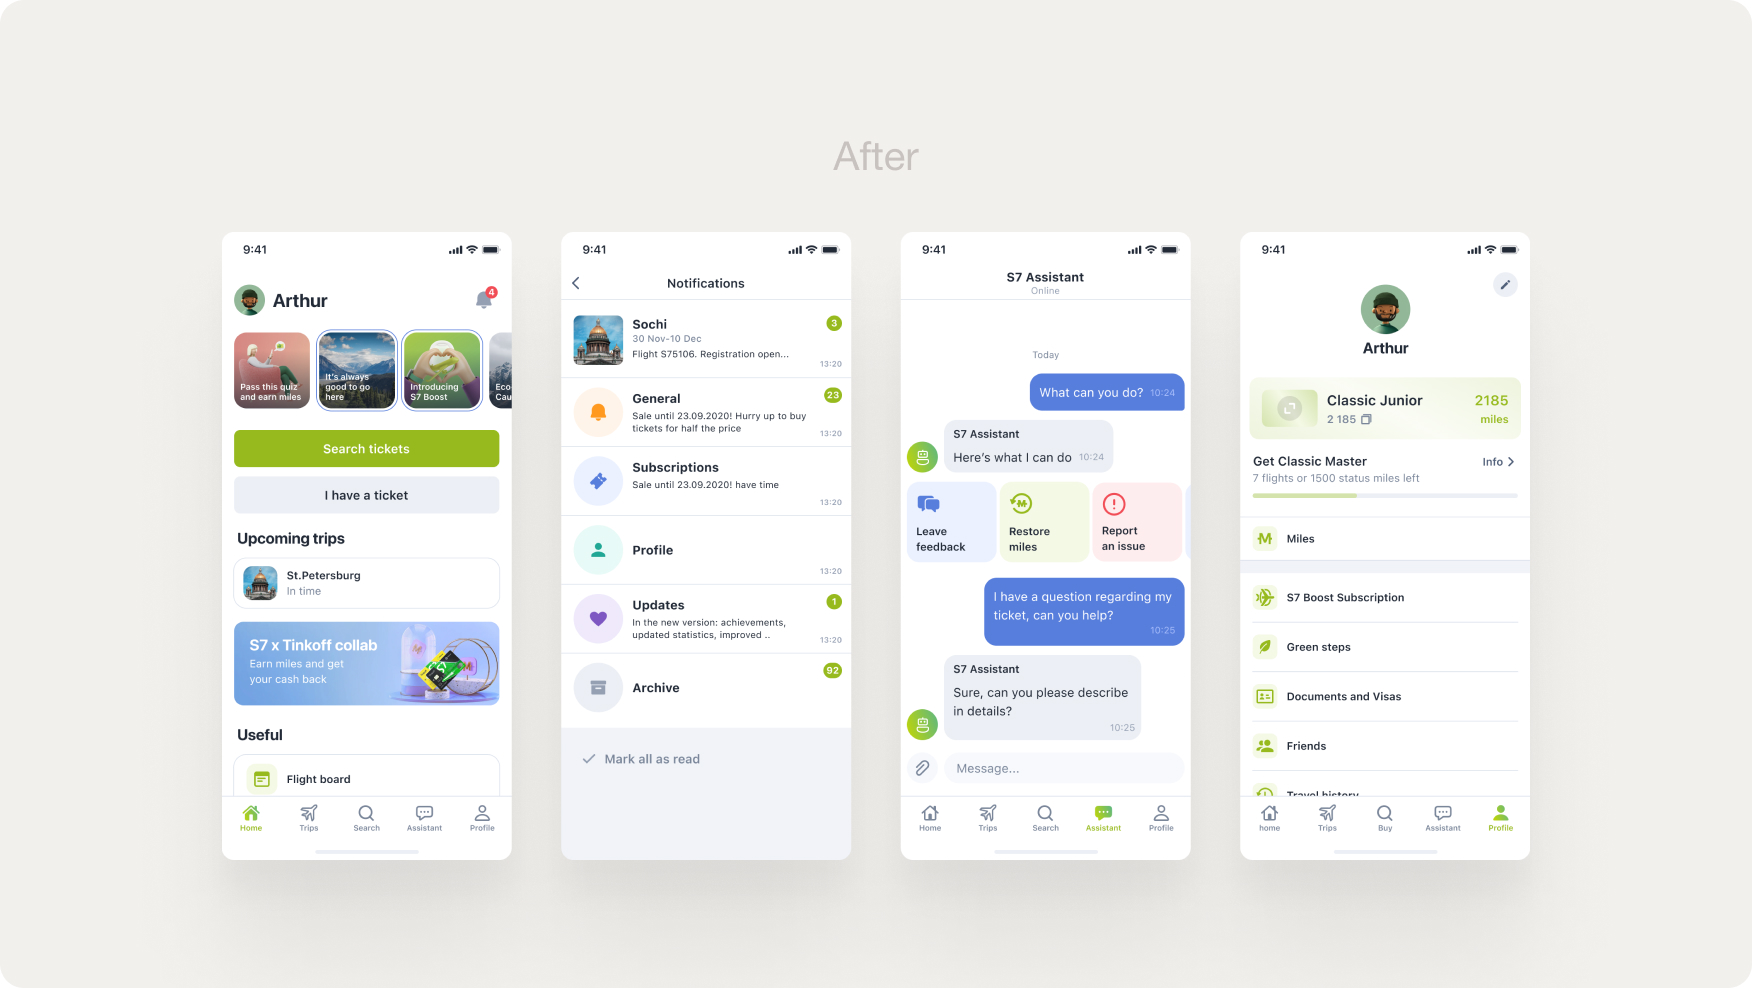 After
9:41
Arthur
4
Pass this quiz
and earn miles
It's always
good to go
here
Introducing
S7 Boost
Eco
Cau
Search tickets
I have a ticket
Upcoming trips
St.Petersburg
In time
S7 x Tinkoff collab
Earn miles and get
your cash back
Useful
Flight board
Home
Trips
Search
Assistant
Profile
9:41
Notifications
Sochi
3
30 Nov-10 Dec
Flight S75106. Registration open...
13:20
General
23
Sale until 23.09.2020! Hurry up to buy
tickets for half the price
13:20
Subscriptions
Sale until 23.09.2020! have time
13:20
Profile
13:20
Updates
1
In the new version: achievements,
updated statistics, improved ..
13:20
Archive
92
Mark all as read
9:41
S7 Assistant
Online
Today
What can you do? 10:24
S7 Assistant
Here's what I can do 10:24
Leave
feedback
Restore
miles
Report
an issue
I have a question regarding my
ticket, can you help?
10:25
S7 Assistant
Sure, can you please describe
in details?
10:25
Message...
Home
Trips
Search
Assistant
Profile
9:41
Arthur
Classic Junior
2185
2 185
miles
Get Classic Master
Info
7 flights or 1500 status miles left
Miles
S7 Boost Subscription
Green steps
Documents and Visas
Friends
Travel history
home
Trips
Buy
Assistant
Profile